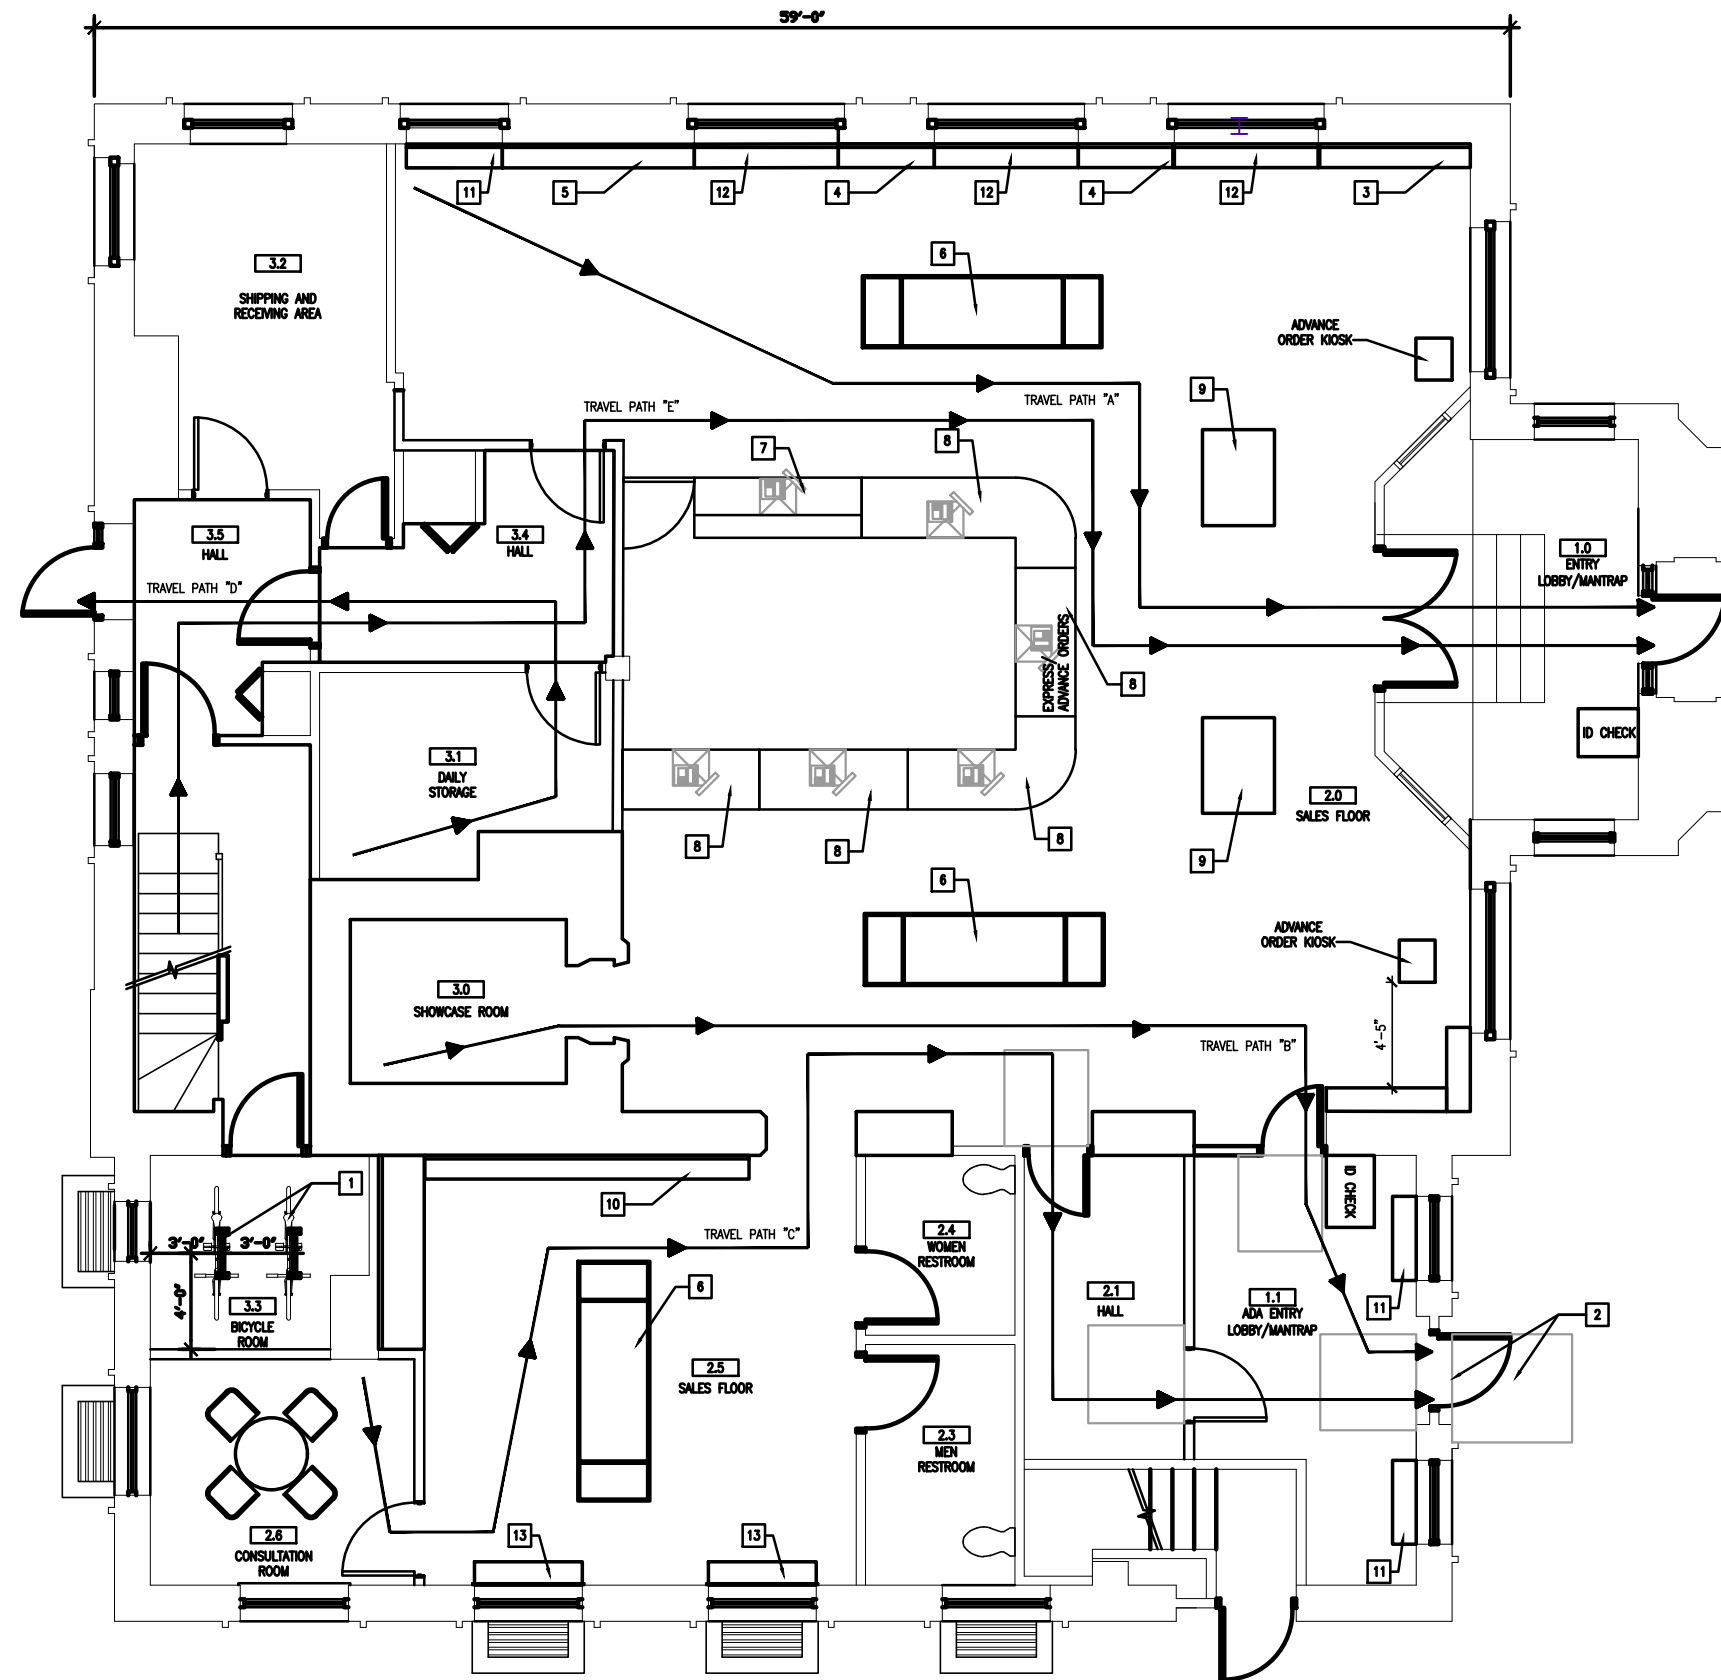 59'-0"
11
5
12
4
12
4
12
3
3.2
SHIPPING AND
RECEIVING AREA
6
ADVANCE
ORDER KIOSK
9
TRAVEL PATH "E"
TRAVEL PATH "A"
7
8
3.5
HALL
3.4
HALL
1.0
ENTRY
LOBBY/MANTRAP
TRAVEL PATH "D"
EXPRESS/
ADVANCE ORDERS
8
ID CHECK
3.1
DAILY
STORAGE
2.0
SALES FLOOR
8
8
8
9
6
ADVANCE
ORDER KIOSK
3.0
SHOWCASE ROOM
4'-5"
TRAVEL PATH "B"
1
10
ID CHECK
3'-0"
3'-0"
TRAVEL PATH "C"
2.4
WOMEN
RESTROOM
4'-0"
6
2.1
HALL
1.1
ADA ENTRY
LOBBY/MANTRAP
11
2
3.3
BICYCLE
ROOM
2.5
SALES FLOOR
2.3
MEN
RESTROOM
2.6
CONSULTATION
ROOM
13
13
11